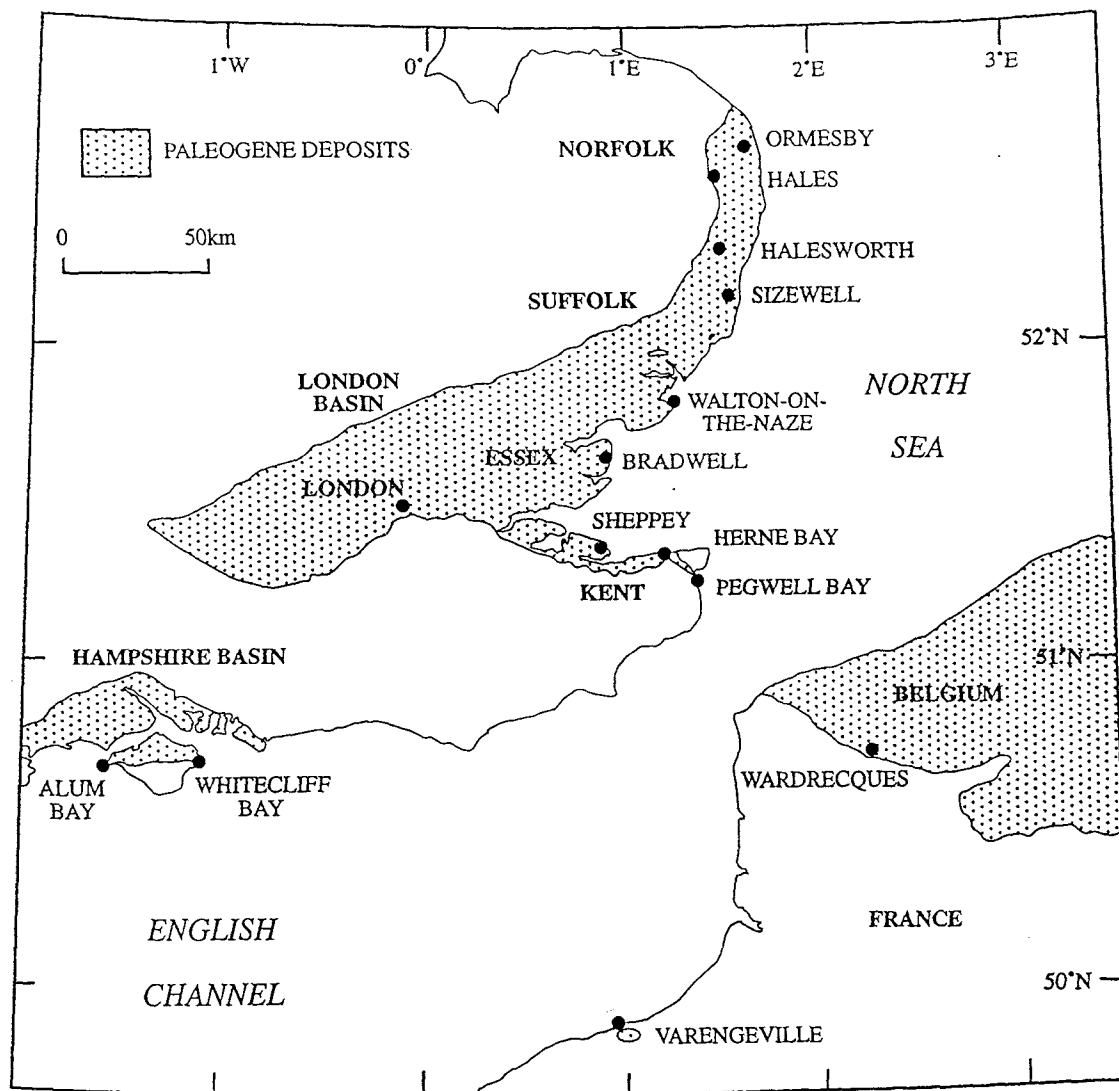 1°W
0°
1°E
2°E
3°E
PALEOGENE DEPOSITS
NORFOLK
ORMESBY
HALES
0
50km
HALESWORTH
SUFFOLK
SIZEWELL
52°N
LONDON
BASIN
NORTH
SEA
WALTON-ON-
THE-NAZE
ESSEX
BRADWELL
LONDON
SHEPPEY
HERNE BAY
KENT
PEGWELL BAY
HAMPSHIRE BASIN
51°N
BELGIUM
ALUM
BAY
WHITECLIFF
BAY
WARDRECQUES
ENGLISH
CHANNEL
FRANCE
50°N
VARENGEVILLE